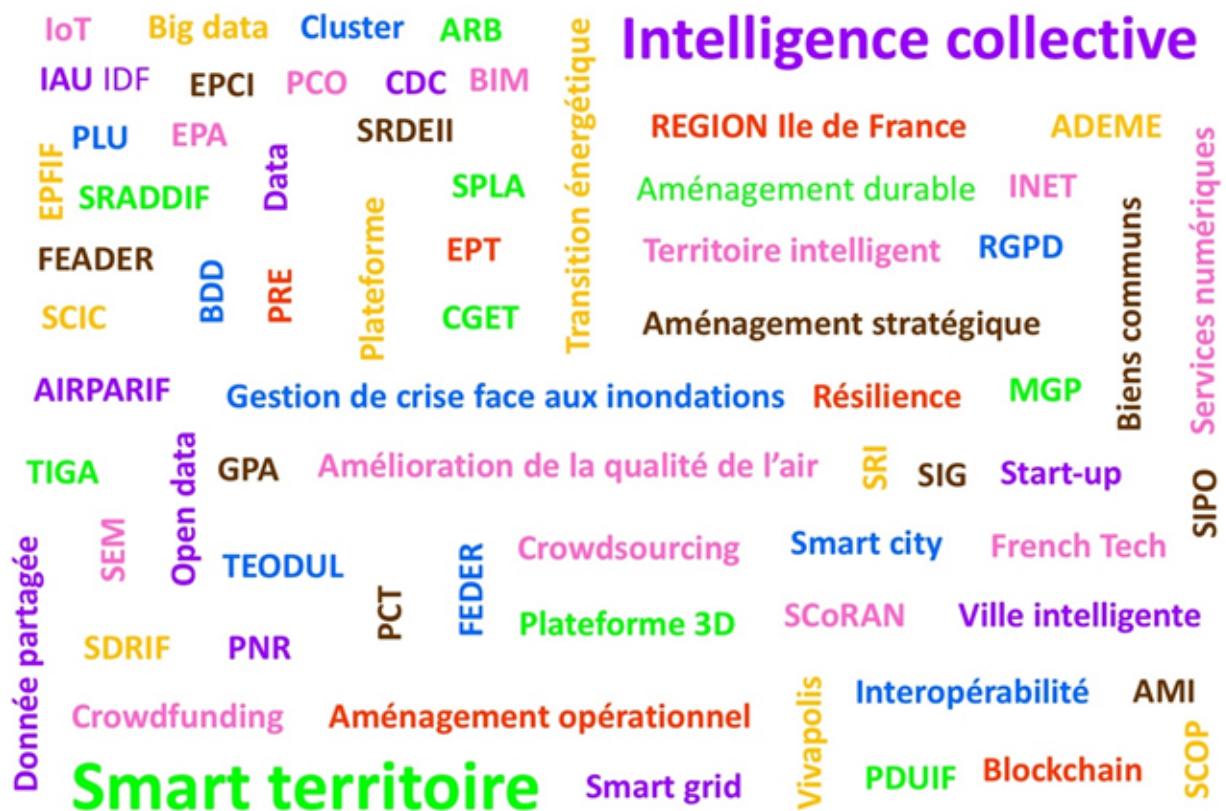 IoT
Big data
Cluster
ARB
Intelligence collective
IAU IDF
EPCI
PCO
CDC
BIM
Transition énergétique
PLU
EPA
SRDEII
REGION Ile de France
ADEME
EPFIF
SRADDIF
Data
SPLA
Aménagement durable
INET
Services numériques
FEADER
BDD
PRE
Plateforme
EPT
Territoire intelligent
RGPD
Biens communs
SCIC
CGET
Aménagement stratégique
AIRPARIF
Gestion de crise face aux inondations
Résilience
MGP
TIGA
Open data
GPA
Amélioration de la qualité de l’air
SRI
SIG
Start-up
SIPO
Donnée partagée
SEM
TEODUL
PCT
FEDER
Crowdsourcing
Smart city
French Tech
SDRIF
PNR
Plateforme 3D
SCoRAN
Ville intelligente
Crowdfunding
Aménagement opérationnel
Vivapolis
Interopérabilité
AMI
SCOP
Smart territoire
Smart grid
PDUIF
Blockchain